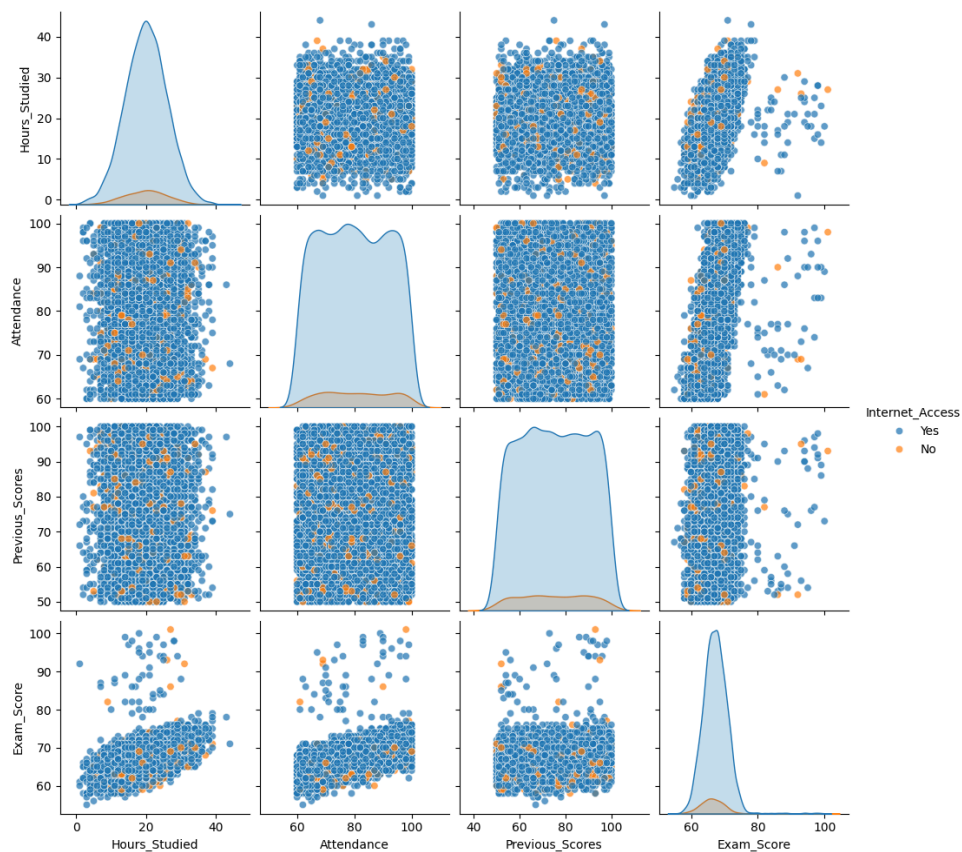 Hours_Studied
40
30
20
10
0
Attendance
100
90
80
70
60
Internet_Access
Yes
No
Previous_Scores
100
90
80
70
60
50
Exam_Score
100
90
80
70
60
0 20 40
60 80 100
40 60 80 100
60 80 100
Hours_Studied
Attendance
Previous_Scores
Exam_Score